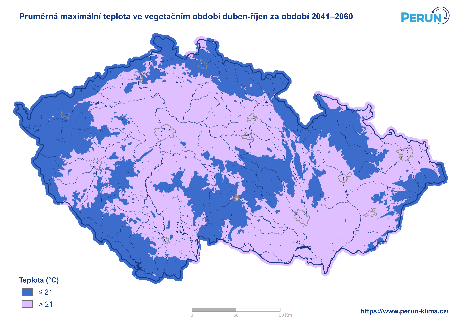 Průměrná maximální teplota ve vegetačním období duben-říjen za období 2041–2060
PERUN
Teplota (°C)
≤ 21
> 21
https://www.perun-klima.cz/